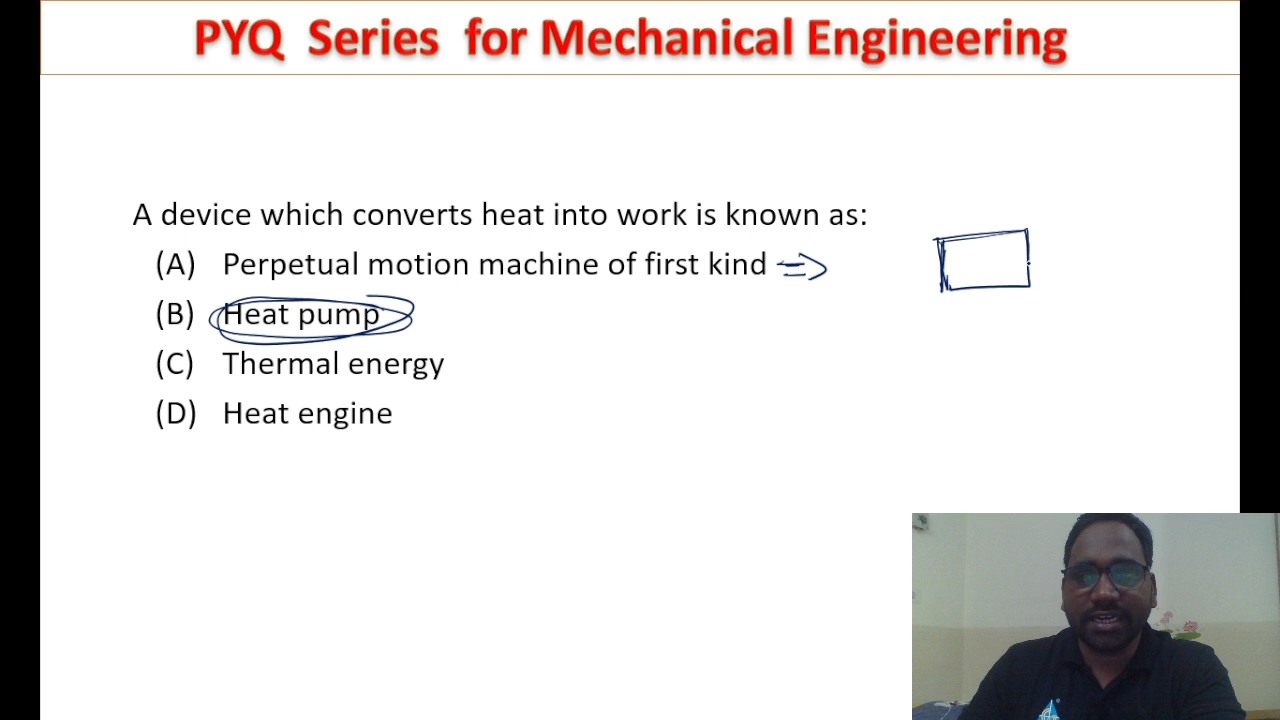 PYQ Series for Mechanical Engineering
A device which converts heat into work is known as:
(A) Perpetual motion machine of first kind
(B) Heat pump
(C) Thermal energy
(D) Heat engine